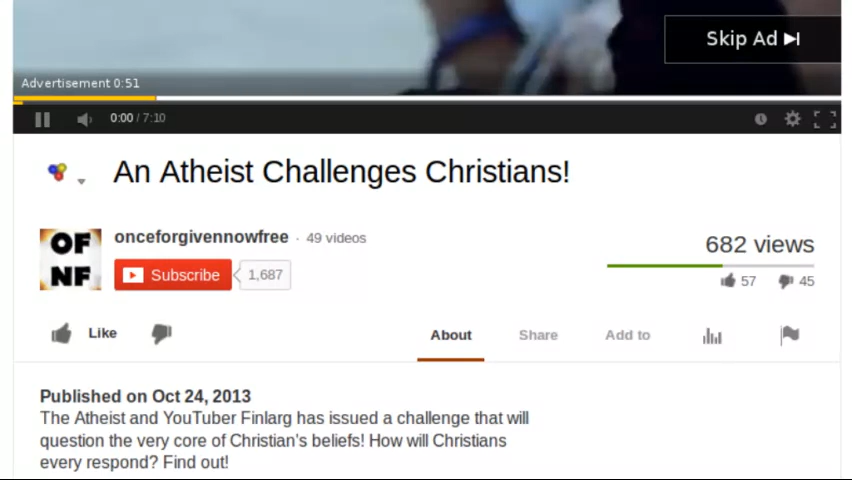 Skip Ad
Advertisement 0:51
0:00 / 7:10
An Atheist Challenges Christians!
OF
NF
onceforgivennowfree · 49 videos
Subscribe 1,687
682 views
57 45
Like
About Share Add to
Published on Oct 24, 2013
The Atheist and YouTuber Finlarg has issued a challenge that will
question the very core of Christian's beliefs! How will Christians
every respond? Find out!